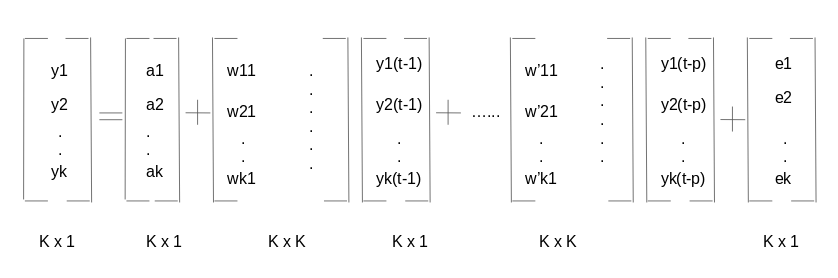 y1 a1 w11 . y1(t-1) w’11 . y1(t-p) e1
y2 = a2 + w21 . y2(t-1) + ...... w’21 . y2(t-p) + e2
. . . . . . . . .
. . . . . . . . .
yk ak wk1 . yk(t-1) w’k1 . yk(t-p) ek
K x 1 K x 1 K x K K x 1 K x K K x 1